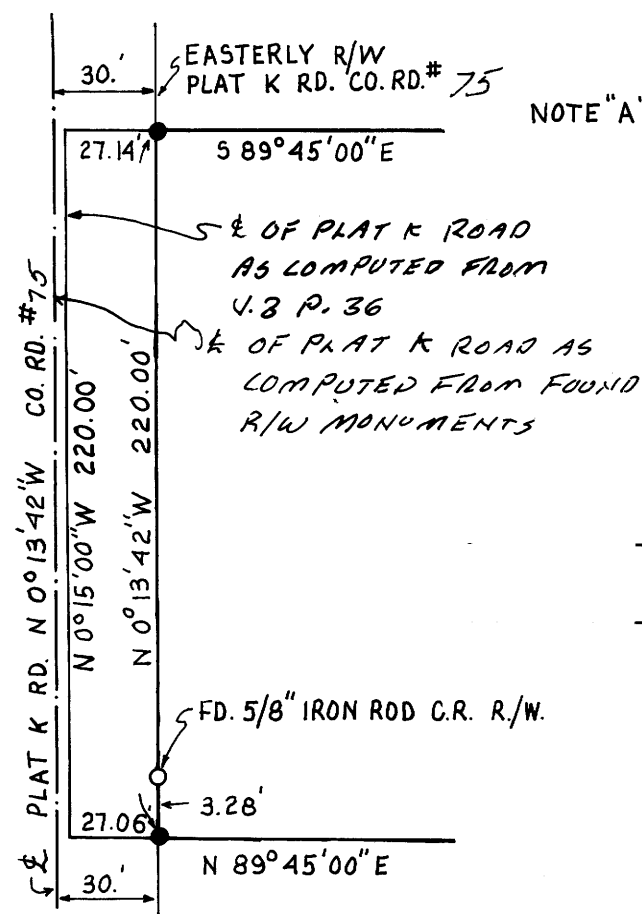 30.'
EASTERLY R/W
PLAT K RD. CO. RD.# 75
NOTE "A"
27.14'
S 89°45'00"E
℄ OF PLAT K ROAD
AS COMPUTED FROM
V.3 P. 36
℄ OF PLAT K ROAD AS
COMPUTED FROM FOUND
R/W MONUMENTS
℄ PLAT K RD. N 0°13'42"W CO. RD. #75
N 0°15'00"W 220.00'
N 0°13'42"W 220.00'
FD. 5/8" IRON ROD C.R. R/W.
3.28'
27.06'
N 89°45'00"E
30.'